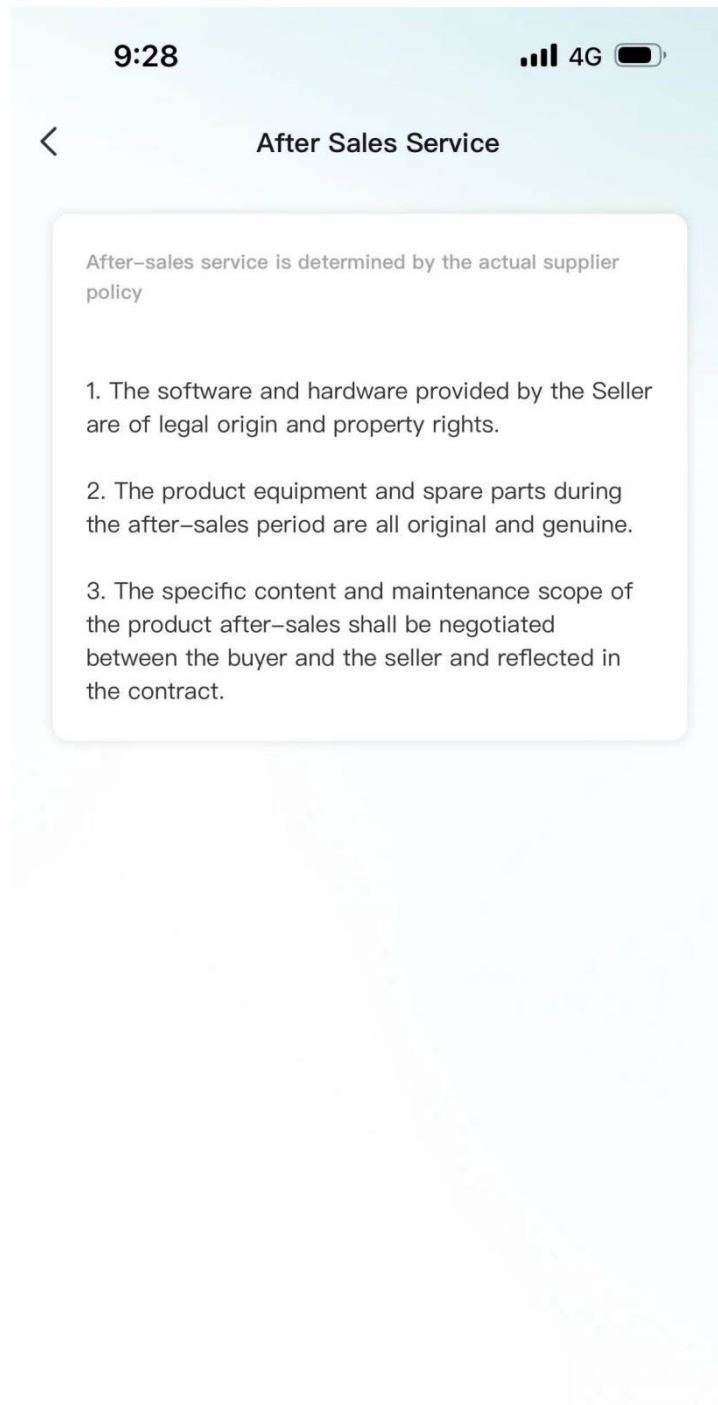 9:28
4G
After Sales Service
After-sales service is determined by the actual supplier
policy
1. The software and hardware provided by the Seller
are of legal origin and property rights.
2. The product equipment and spare parts during
the after-sales period are all original and genuine.
3. The specific content and maintenance scope of
the product after-sales shall be negotiated
between the buyer and the seller and reflected in
the contract.